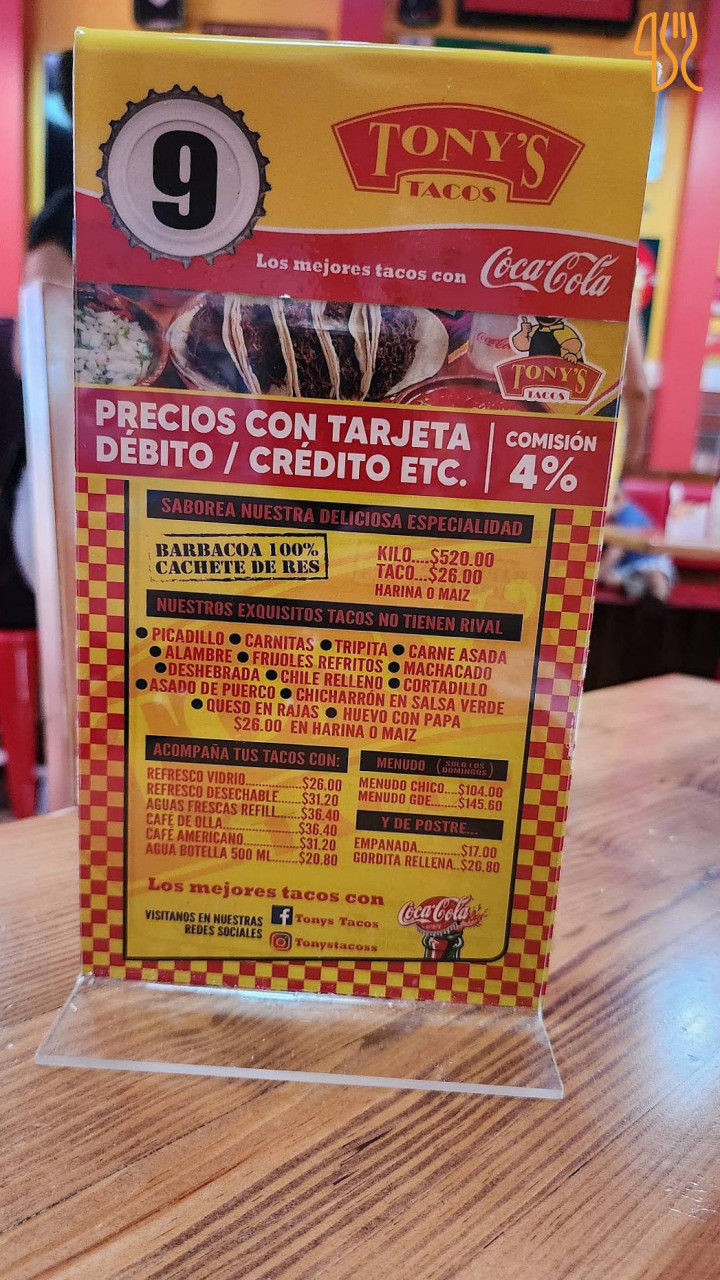 9
TONY'S
TACOS
Los mejores tacos con Coca-Cola
TONY'S
TACOS
PRECIOS CON TARJETA
DÉBITO / CRÉDITO ETC.
COMISIÓN
4%
SABOREA NUESTRA DELICIOSA ESPECIALIDAD
BARBACOA 100%
CACHETE DE RES
KILO....$520.00
TACO...$26.00
HARINA O MAIZ
NUESTROS EXQUISITOS TACOS NO TIENEN RIVAL
• PICADILLO • CARNITAS • TRIPITA • CARNE ASADA
• ALAMBRE • FRIJOLES REFRITOS • MACHACADO
• DESHEBRADA • CHILE RELLENO • CORTADILLO
• ASADO DE PUERCO • CHICHARRÓN EN SALSA VERDE
• QUESO EN RAJAS • HUEVO CON PAPA
$26.00 EN HARINA O MAIZ
ACOMPAÑA TUS TACOS CON:
REFRESCO VIDRIO................$26.00
REFRESCO DESECHABLE......$31.20
AGUAS FRESCAS REFILL.......$36.40
CAFÉ DE OLLA......................$36.40
CAFÉ AMERICANO................$31.20
AGUA BOTELLA 500 ML........$20.80
MENUDO (SOLO LOS DOMINGOS)
MENUDO CHICO....$104.00
MENUDO GDE.......$145.60
Y DE POSTRE...
EMPANADA..........$17.00
GORDITA RELLENA..$26.80
Los mejores tacos con
Coca-Cola
VISITANOS EN NUESTRAS
REDES SOCIALES
Tonys Tacos
Tonystacoss